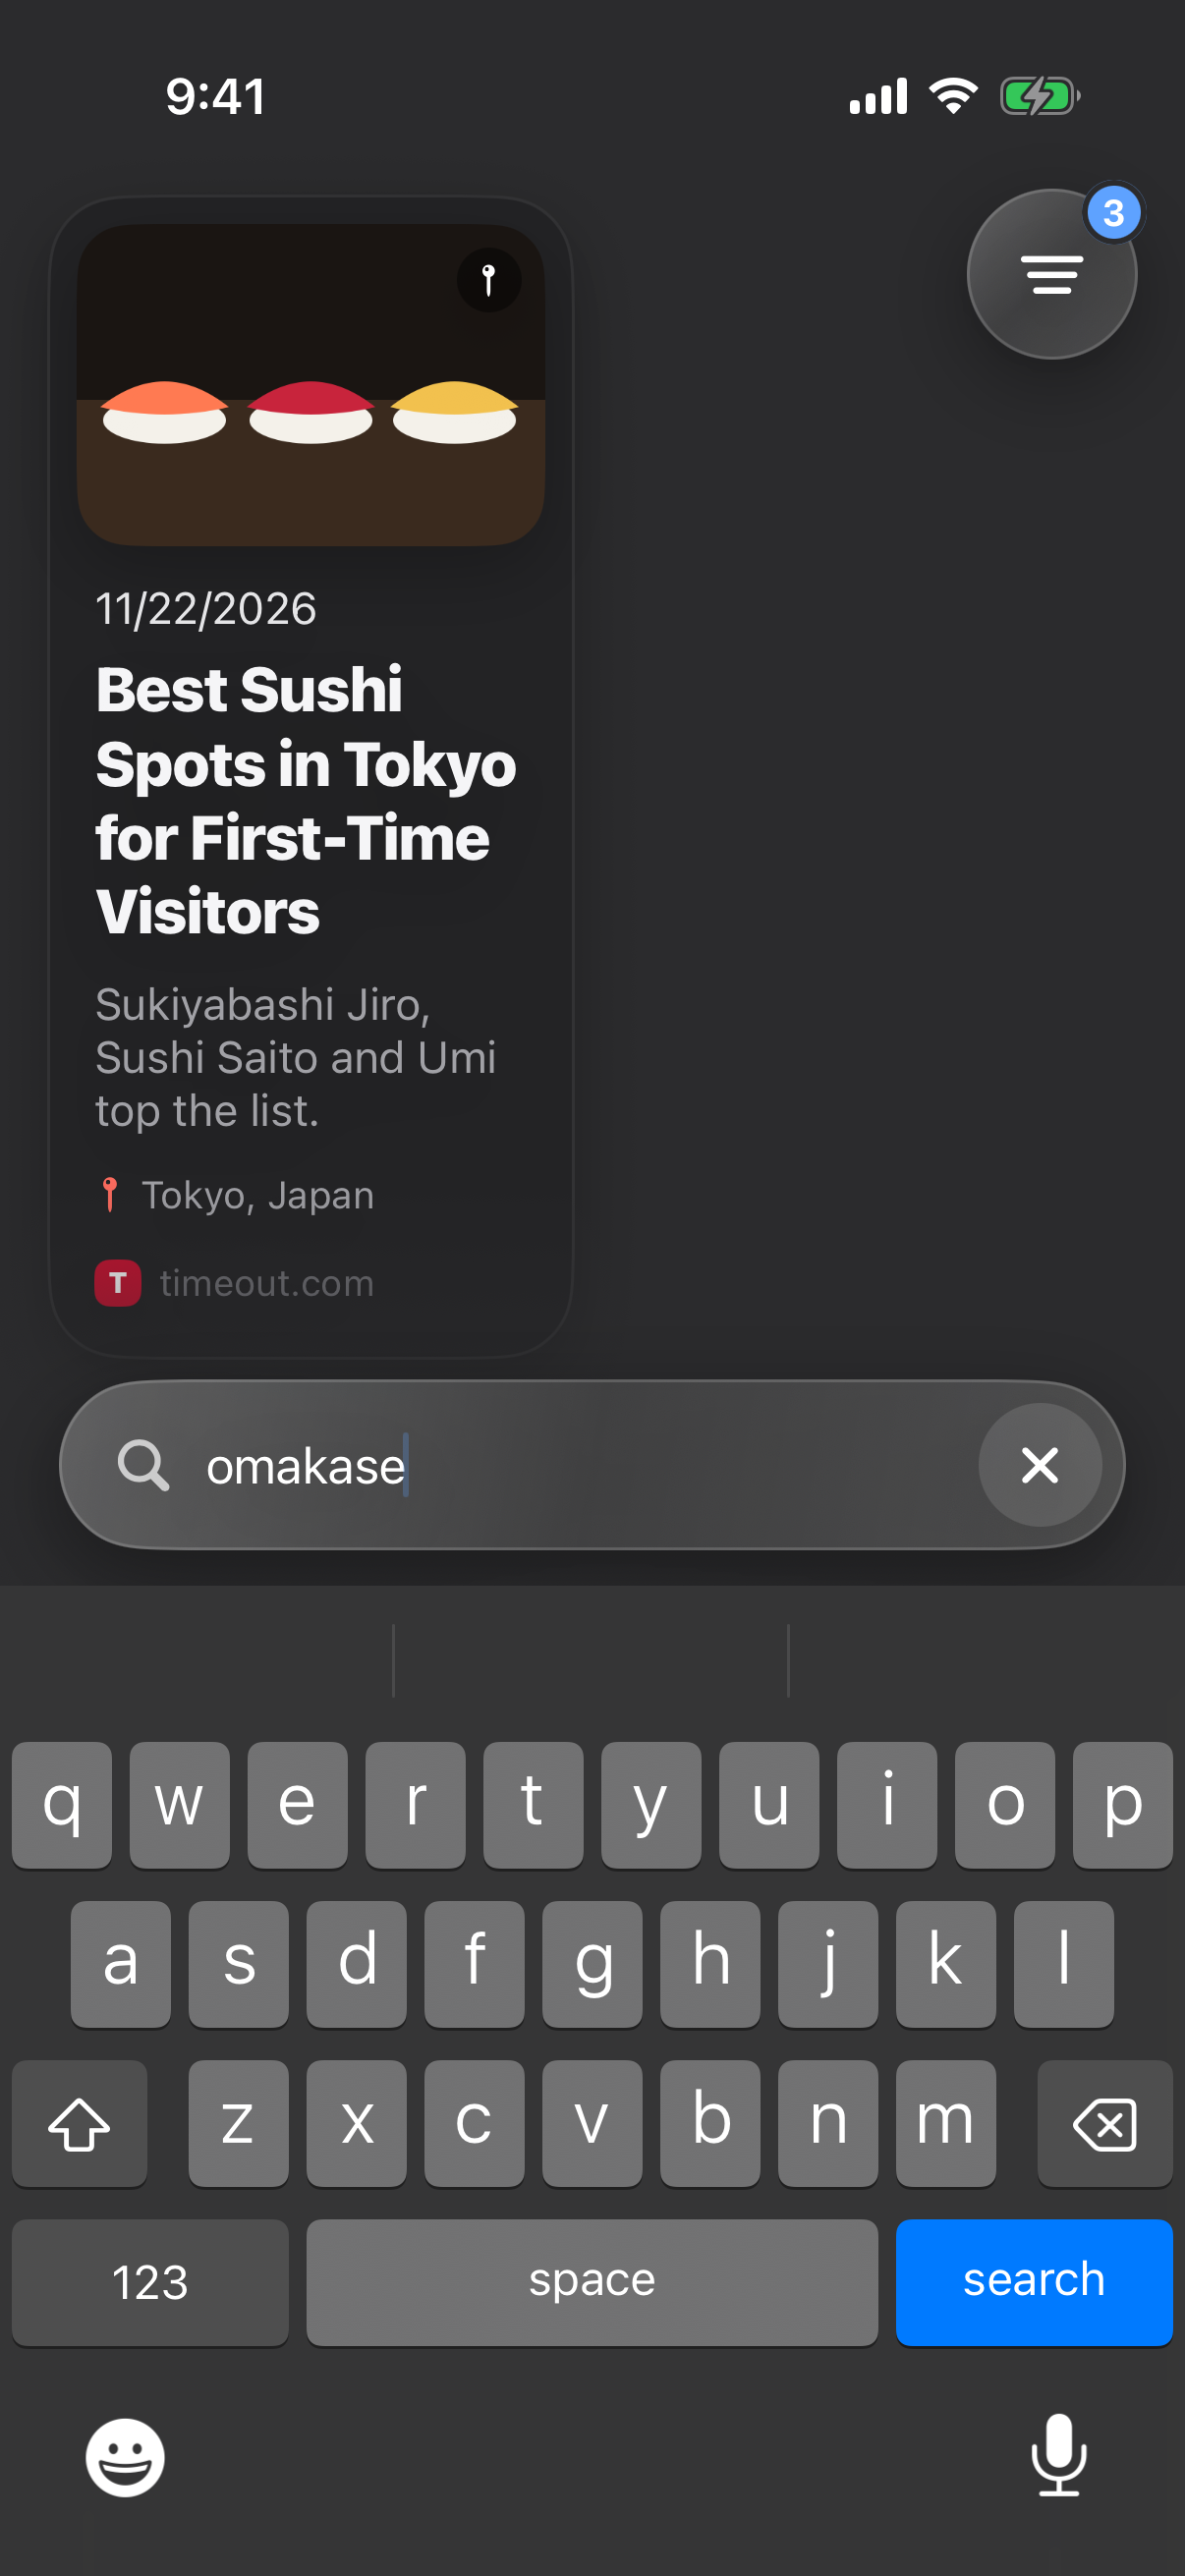 9:41
3
11/22/2026
Best Sushi
Spots in Tokyo
for First-Time
Visitors
Sukiyabashi Jiro,
Sushi Saito and Umi
top the list.
Tokyo, Japan
T timeout.com
omakase
q w e r t y u i o p
a s d f g h j k l
z x c v b n m
123 space search